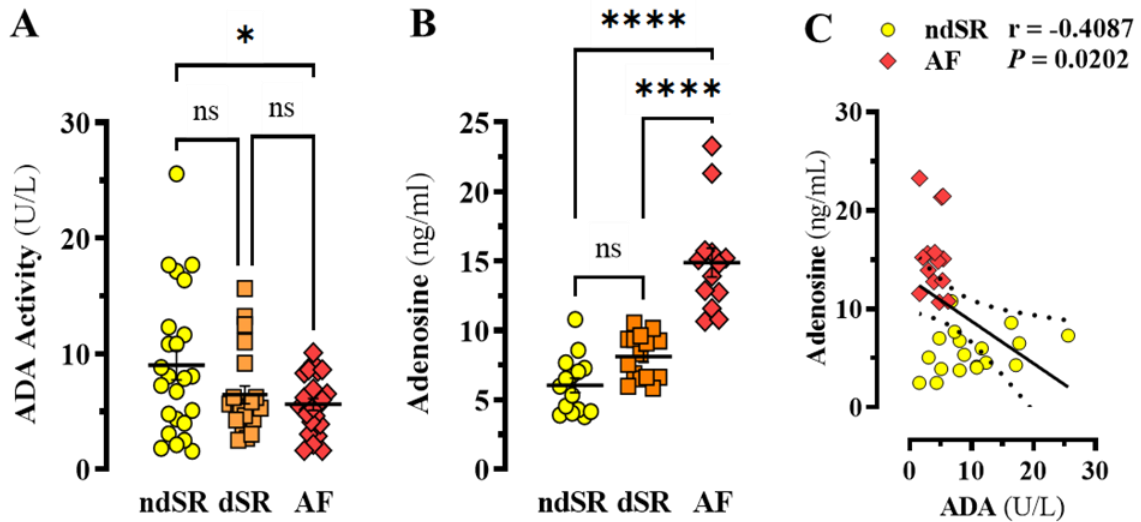 A
*
ns
ns
ADA Activity (U/L)
30
20
10
0
ndSR dSR AF
B
****
****
ns
Adenosine (ng/ml)
25
20
15
10
5
0
ndSR dSR AF
C
ndSR r = -0.4087
AF P = 0.0202
Adenosine (ng/mL)
30
20
10
0
0 10 20 30
ADA (U/L)